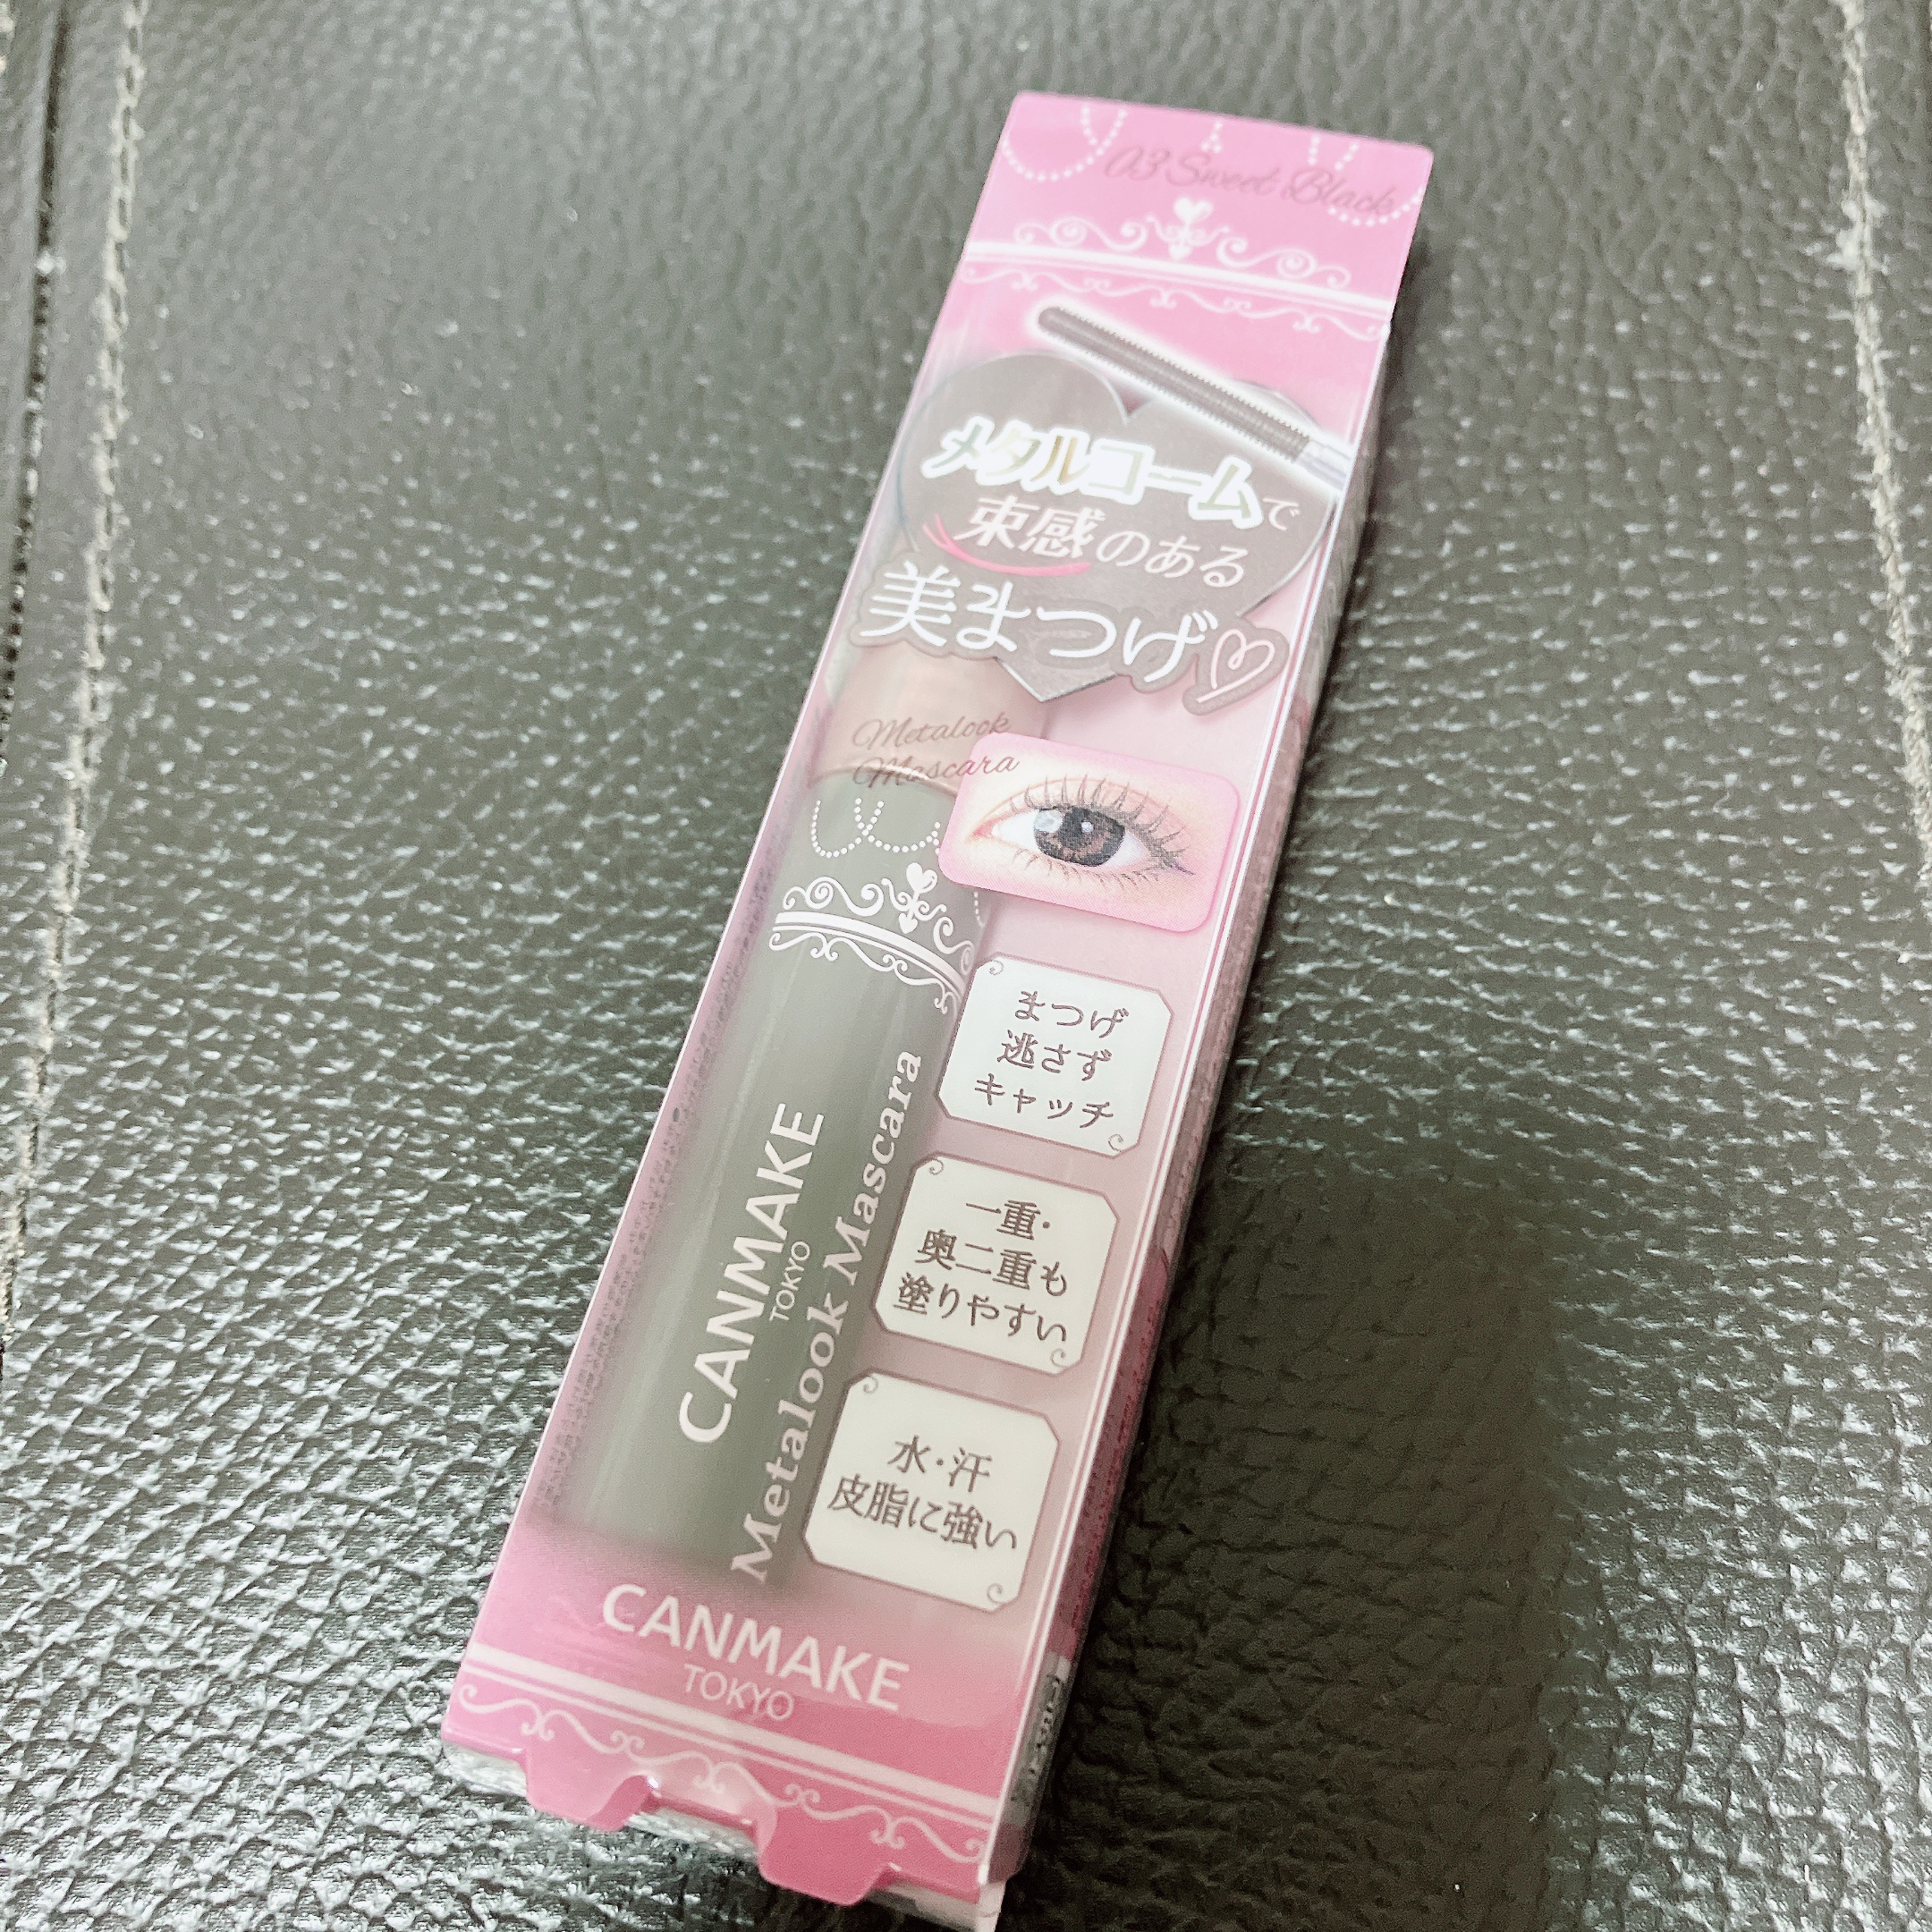 03 Sweet Black
メタルコームで
束感のある
美まつげ
Metalook
Mascara
まつげ
逃さず
キャッチ
一重・
奥二重も
塗りやすい
水・汗
皮脂に強い
CANMAKE
TOKYO
Metalook Mascara
CANMAKE
TOKYO